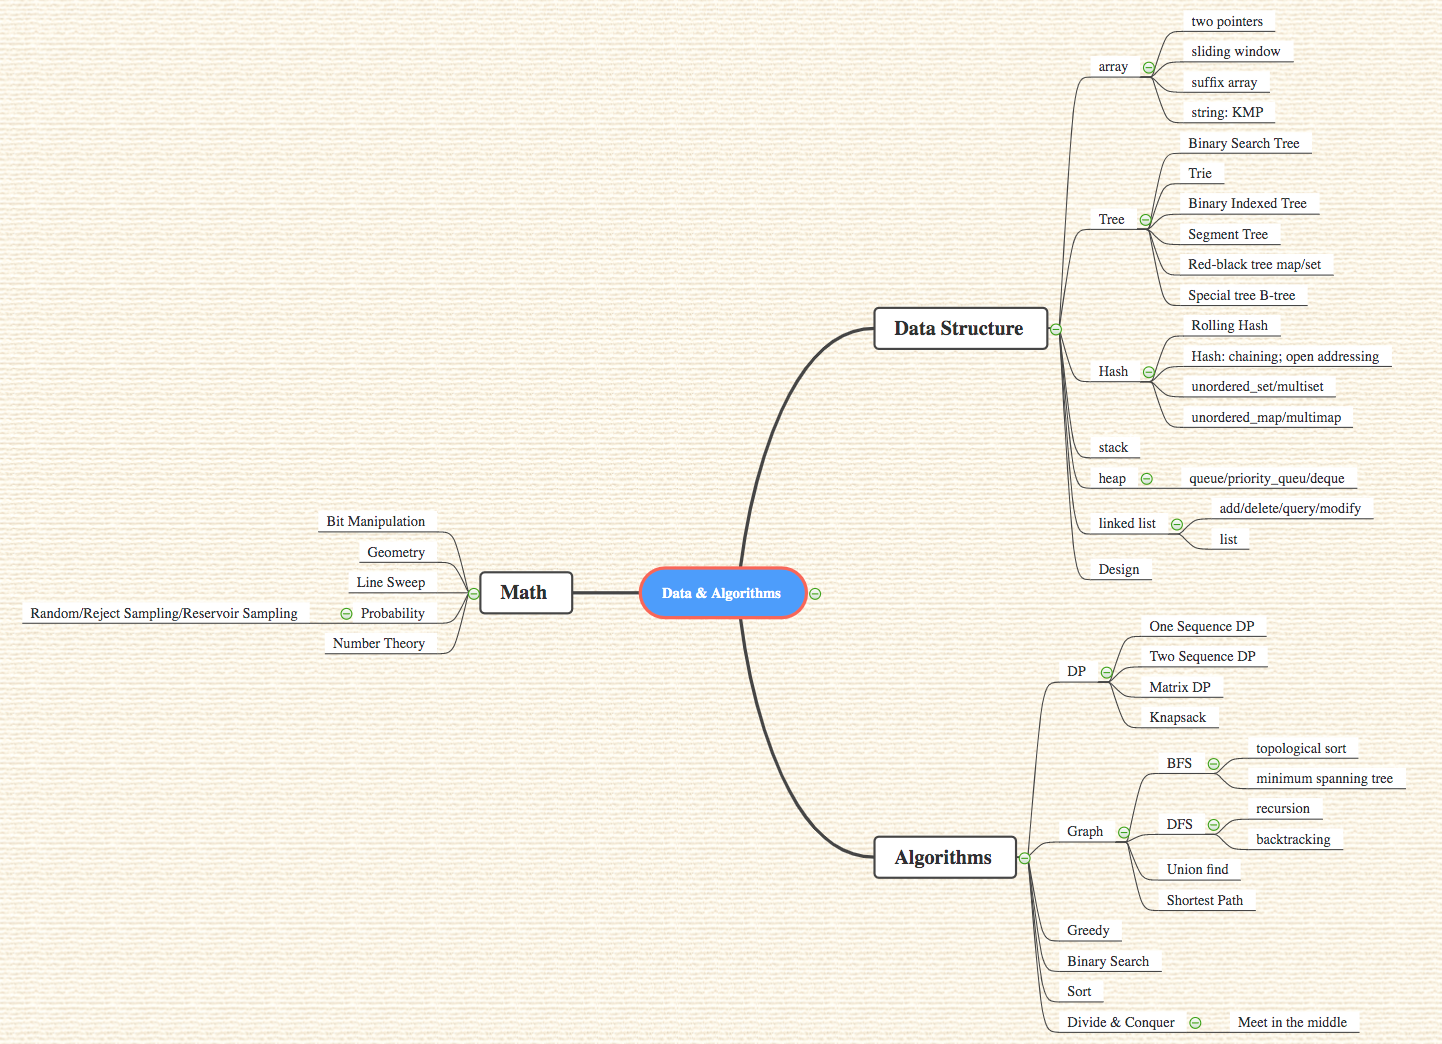 Data & Algorithms
Data Structure
array
two pointers
sliding window
suffix array
string: KMP
Tree
Binary Search Tree
Trie
Binary Indexed Tree
Segment Tree
Red-black tree map/set
Special tree B-tree
Hash
Rolling Hash
Hash: chaining; open addressing
unordered_set/multiset
unordered_map/multimap
stack
heap
queue/priority_queu/deque
linked list
add/delete/query/modify
list
Design
Algorithms
DP
One Sequence DP
Two Sequence DP
Matrix DP
Knapsack
Graph
BFS
topological sort
minimum spanning tree
DFS
recursion
backtracking
Union find
Shortest Path
Greedy
Binary Search
Sort
Divide & Conquer
Meet in the middle
Math
Bit Manipulation
Geometry
Line Sweep
Probability
Random/Reject Sampling/Reservoir Sampling
Number Theory